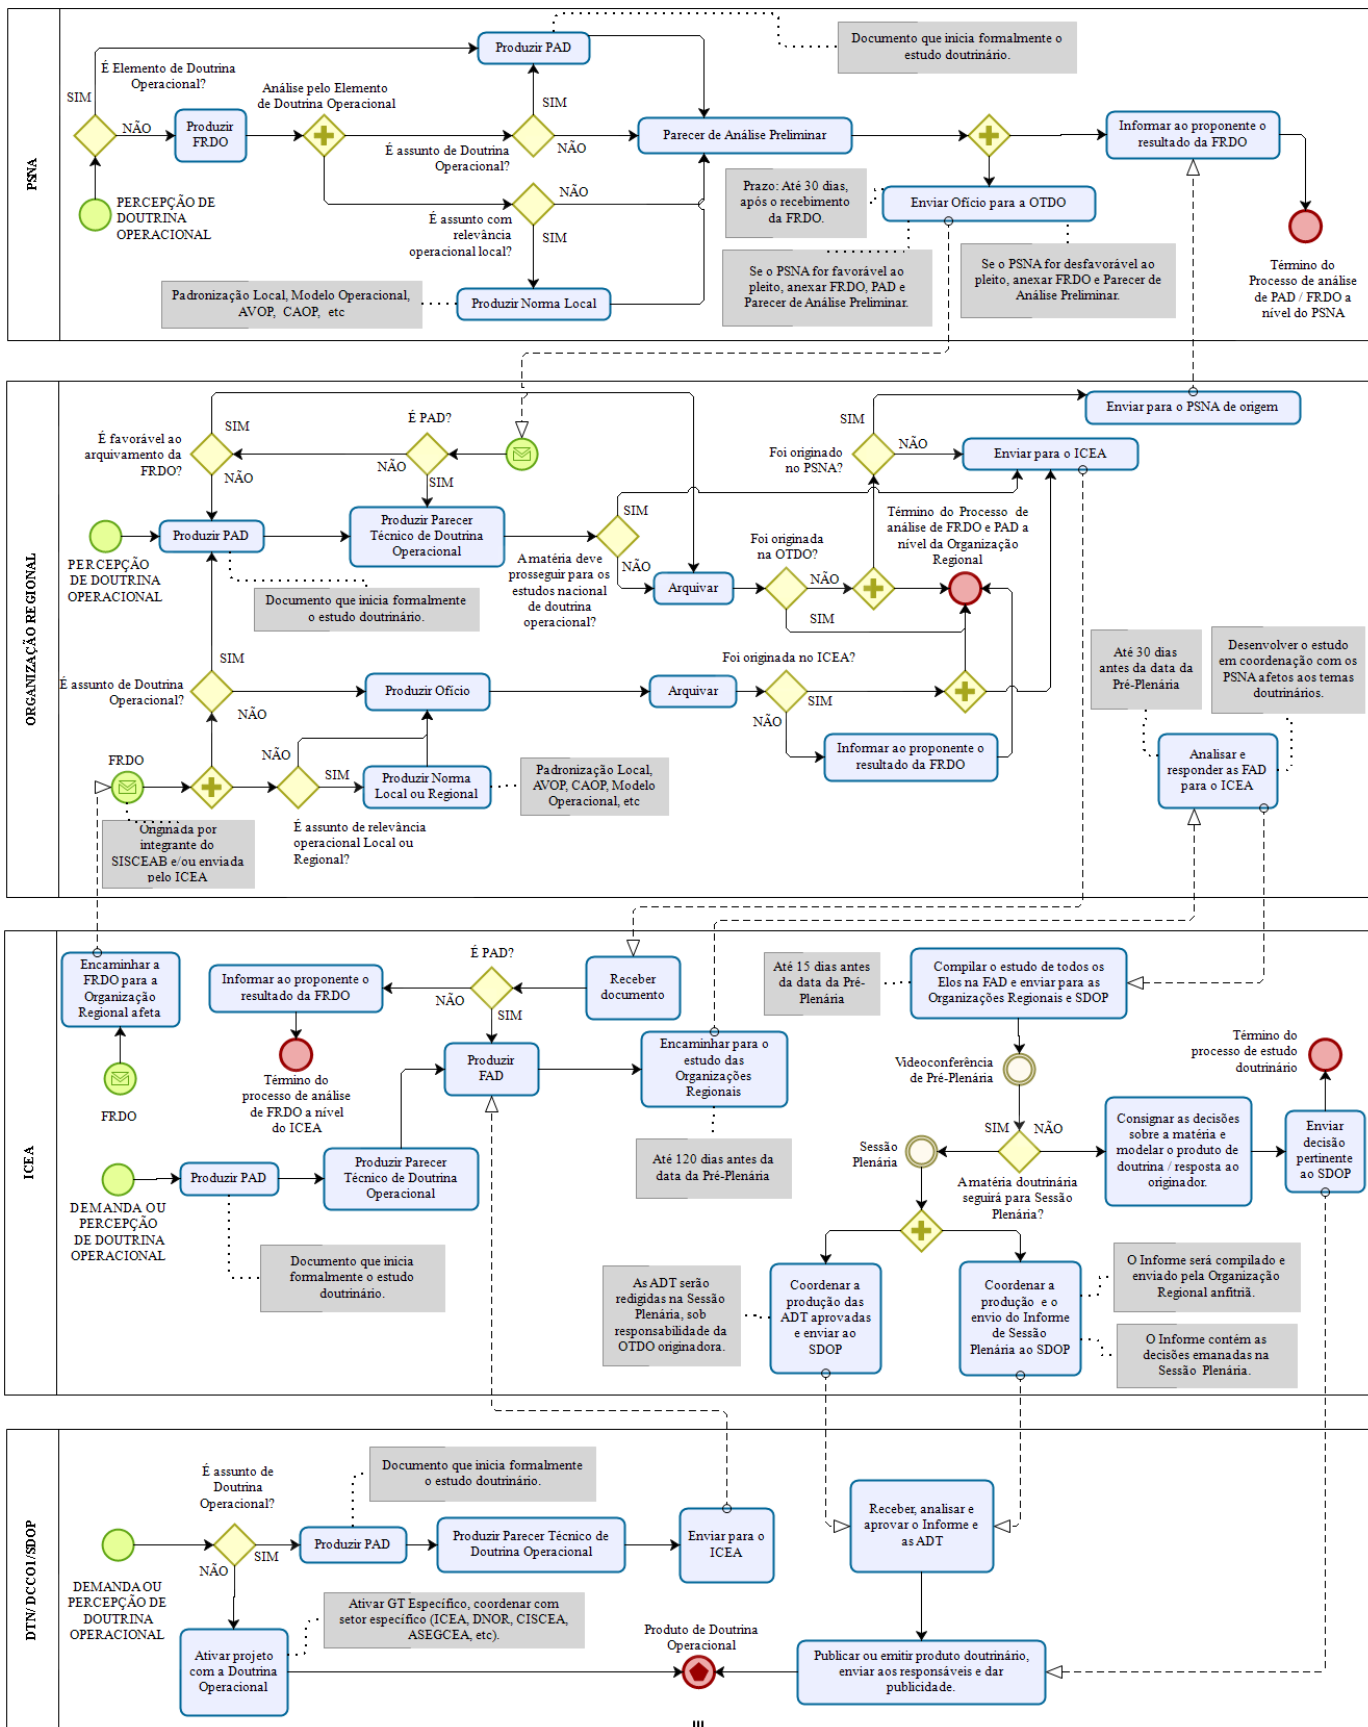 PSNA
Produzir PAD
Documento que inicia formalmente o
estudo doutrinário.
É Elemento de Doutrina
Operacional?
SIM
NÃO
Produzir
FRDO
Análise pelo Elemento
de Doutrina Operacional
SIM
NÃO
É assunto de Doutrina
Operacional?
Parecer de Análise Preliminar
Informar ao proponente o
resultado da FRDO
PERCEPÇÃO DE
DOUTRINA
OPERACIONAL
NÃO
SIM
É assunto com
relevância
operacional local?
Prazo: Até 30 dias,
após o recebimento
da FRDO.
Enviar Ofício para a OTDO
Se o PSNA for favorável ao
pleito, anexar FRDO, PAD e
Parecer de Análise Preliminar.
Se o PSNA for desfavorável ao
pleito, anexar FRDO e Parecer
de Análise Preliminar.
Término do
Processo de análise
de PAD / FRDO a
nível do PSNA
Padronização Local, Modelo Operacional,
AVOP, CAOP, etc
Produzir Norma Local
ORGANIZAÇÃO REGIONAL
É favorável ao
arquivamento da
FRDO?
SIM
NÃO
É PAD?
NÃO
SIM
Foi originado
no PSNA?
SIM
NÃO
Enviar para o PSNA de origem
Enviar para o ICEA
PERCEPÇÃO
DE DOUTRINA
OPERACIONAL
Produzir PAD
Produzir Parecer
Técnico de Doutrina
Operacional
SIM
NÃO
A matéria deve
prosseguir para os
estudos nacional
de doutrina
operacional?
Arquivar
Foi originada
na OTDO?
NÃO
SIM
Término do Processo de
análise de FRDO e PAD a
nível da Organização
Regional
Documento que inicia formalmente
o estudo doutrinário.
É assunto de Doutrina
Operacional?
SIM
NÃO
Produzir Ofício
Arquivar
Foi originada no ICEA?
SIM
NÃO
Informar ao proponente o
resultado da FRDO
Até 30 dias
antes da data da
Pré-Plenária
Desenvolver o estudo
em coordenação com os
PSNA afetos aos temas
doutrinários.
Analisar e
responder as FAD
para o ICEA
FRDO
NÃO
SIM
Produzir Norma
Local ou Regional
Padronização Local,
AVOP, CAOP, Modelo
Operacional, etc
É assunto de relevância
operacional Local ou
Regional?
Originada por
integrante do
SISCEAB e/ou enviada
pelo ICEA
ICEA
Encaminhar a
FRDO para a
Organização
Regional afeta
FRDO
Informar ao proponente o
resultado da FRDO
Término do
processo de análise
de FRDO a nível
do ICEA
É PAD?
NÃO
SIM
Receber
documento
Produzir
FAD
Encaminhar para o
estudo das
Organizações
Regionais
Até 120 dias antes da
data da Pré-Plenária
Até 15 dias antes
da data da Pré-
Plenária
Compilar o estudo de todos os
Elos na FAD e enviar para as
Organizações Regionais e SDOP
Videoconferência
de Pré-Plenária
Término do
processo de estudo
doutrinário
DEMANDA OU
PERCEPÇÃO
DE DOUTRINA
OPERACIONAL
Produzir PAD
Produzir Parecer
Técnico de Doutrina
Operacional
Documento que inicia
formalmente o estudo
doutrinário.
Sessão
Plenária
SIM
NÃO
A matéria doutrinária
seguirá para Sessão
Plenária?
Consignar as decisões
sobre a matéria e
modelar o produto de
doutrina / resposta ao
originador.
Enviar
decisão
pertinente
ao SDOP
As ADT serão
redigidas na Sessão
Plenária, sob
responsabilidade da
OTDO originadora.
Coordenar a
produção das
ADT aprovadas
e enviar ao
SDOP
Coordenar a
produção e o
envio do Informe
de Sessão
Plenária ao SDOP
O Informe será compilado e
enviado pela Organização
Regional anfitriã.
O Informe contém as
decisões emanadas na
Sessão Plenária.
DTN/ DCCO1/SDOP
É assunto de
Doutrina
Operacional?
Documento que inicia formalmente
o estudo doutrinário.
DEMANDA OU
PERCEPÇÃO DE
DOUTRINA
OPERACIONAL
NÃO
SIM
Produzir PAD
Produzir Parecer Técnico de
Doutrina Operacional
Enviar para o
ICEA
Receber, analisar e
aprovar o Informe e
as ADT
Ativar projeto
com a Doutrina
Operacional
Ativar GT Específico, coordenar com
setor específico (ICEA, DNOR, CISCEA,
ASEGCEA, etc).
Produto de Doutrina
Operacional
Publicar ou emitir produto doutrinário,
enviar aos responsáveis e dar
publicidade.